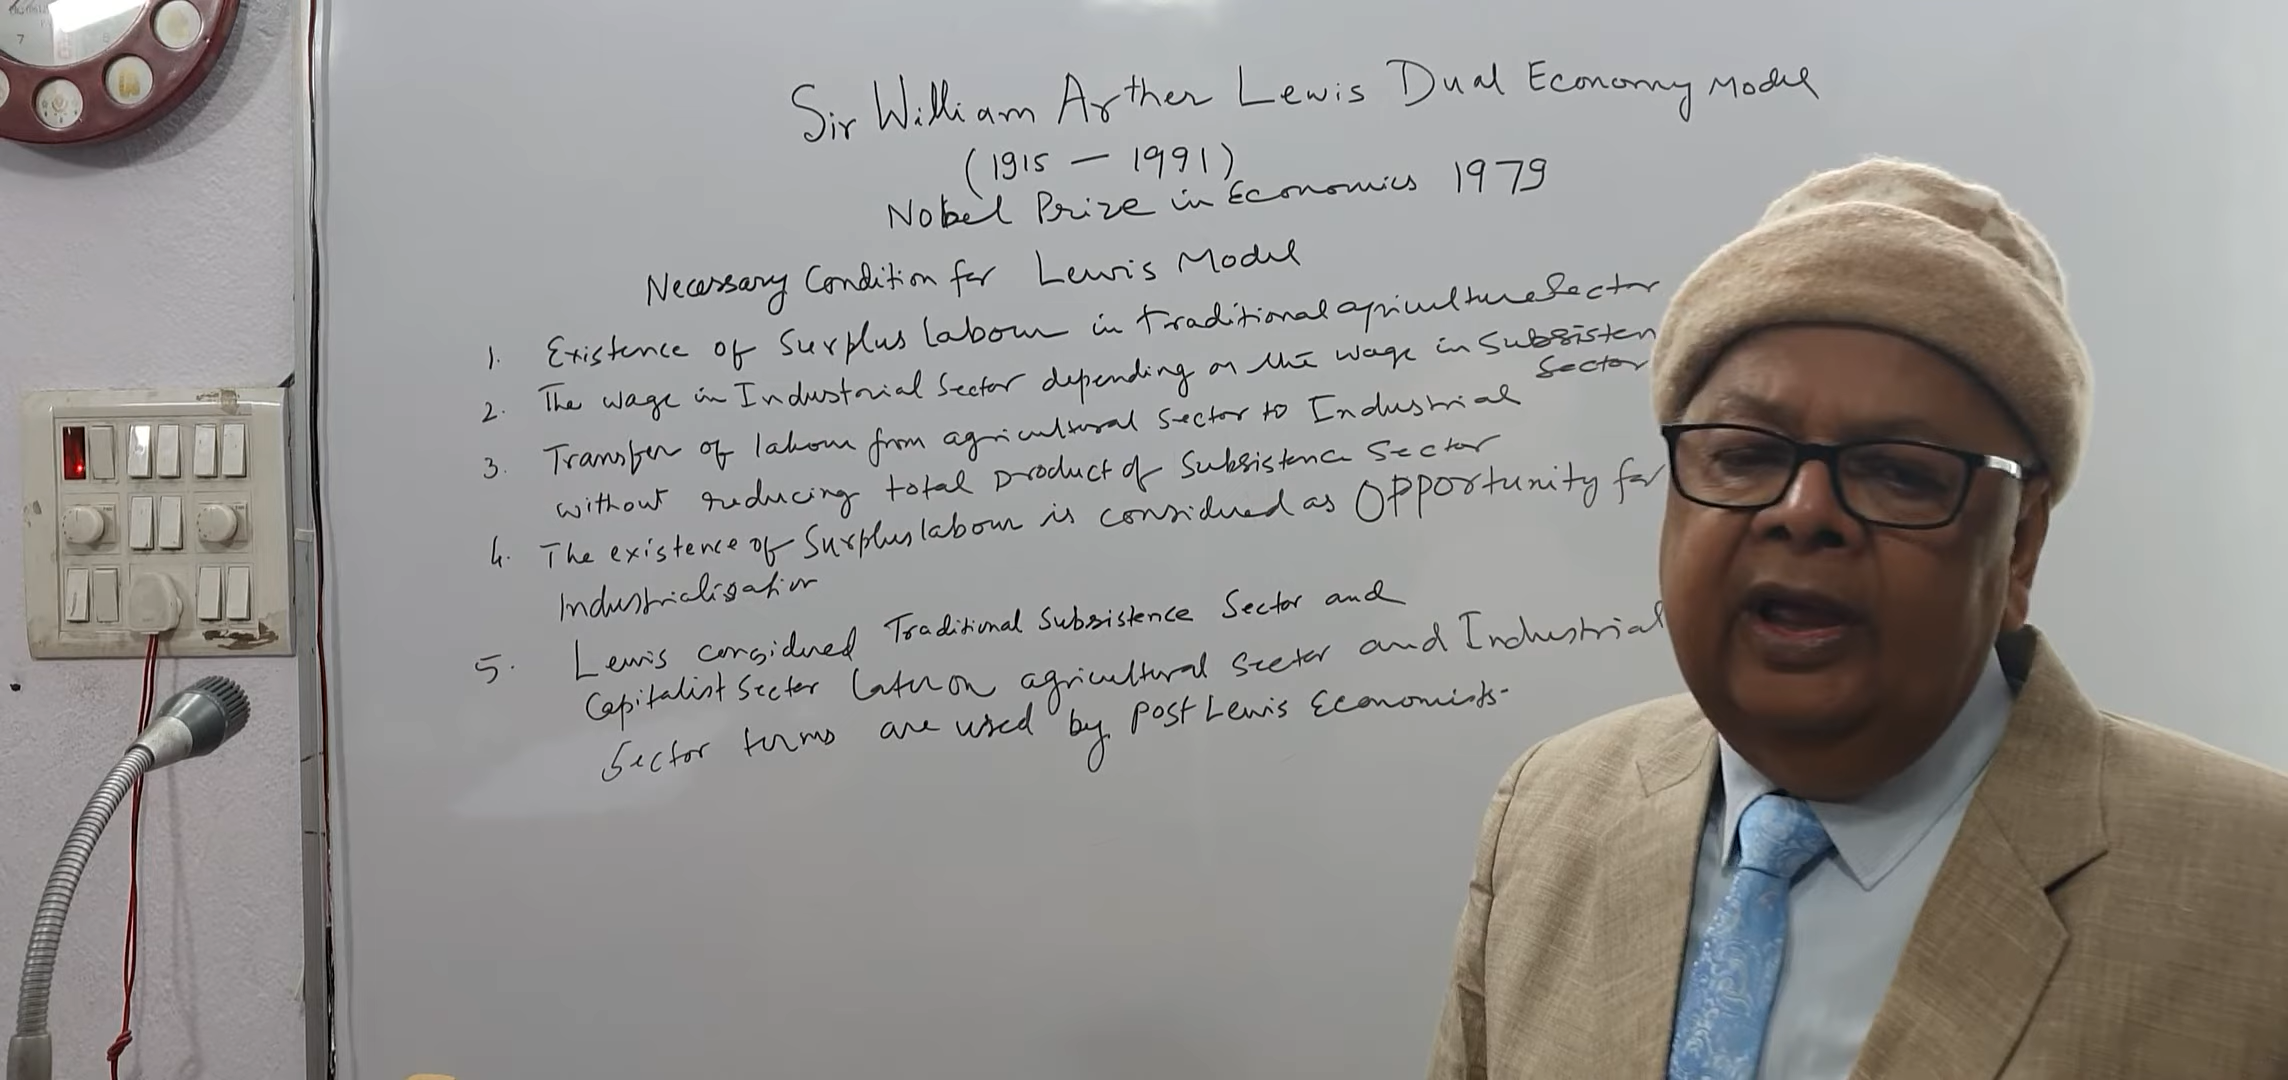 7
Sir William Arther Lewis Dual Economy Model
(1915 — 1991)
Nobel Prize in Economics 1979
Necessary Condition for Lewis Model
1. Existence of Surplus labour in traditional agriculture Sector
2. The wage in Industrial Sector depending on the wage in Subsisten
Sector
3. Transfer of labour from agricultural Sector to Industrial
without reducing total product of Subsistence Sector
4. The existence of Surplus labour is considered as Opportunity for
Industrialisation
5. Lewis considered Traditional Subsistence Sector and
Capitalist Sector later on agricultural Sector and Industrial
Sector terms are used by post Lewis Economists.